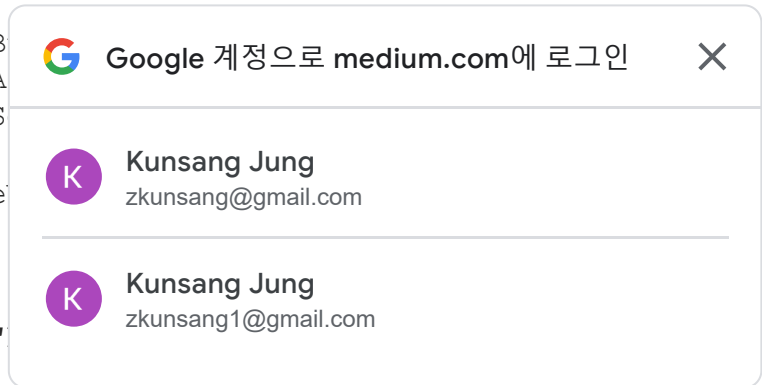 Google 계정으로 medium.com에 로그인
K
Kunsang Jung
zkunsang@gmail.com
K
Kunsang Jung
zkunsang1@gmail.com